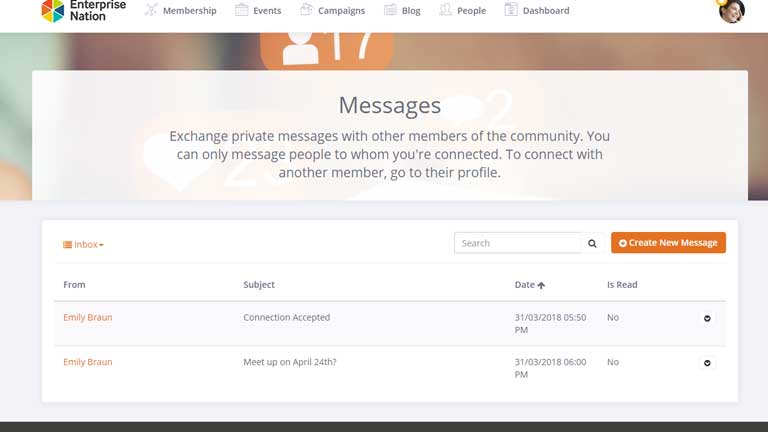 Enterprise
Nation
Membership
Events
Campaigns
Blog
People
Dashboard
17
2
Messages
Exchange private messages with other members of the community. You
can only message people to whom you're connected. To connect with
another member, go to their profile.
Inbox
Search
Create New Message
From Subject Date Is Read
Emily Braun Connection Accepted 31/03/2018 05:50 No
PM
Emily Braun Meet up on April 24th? 31/03/2018 06:00 No
PM